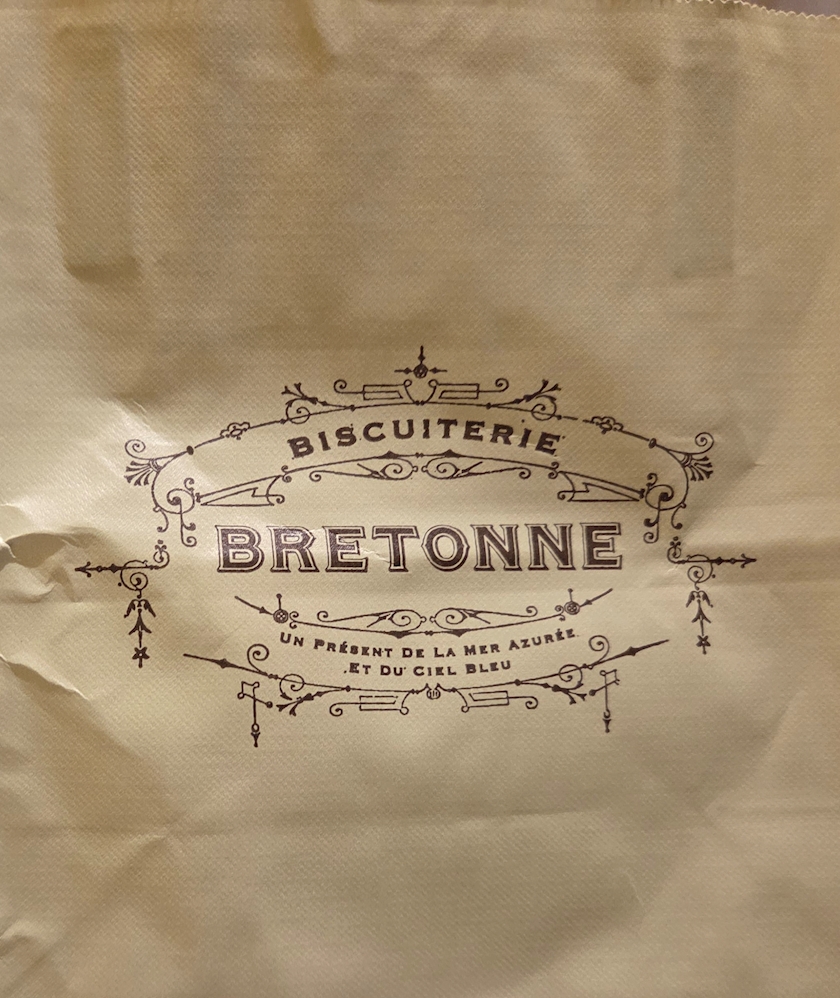 BISCUITERIE
BRETONNE
UN PRÉSENT DE LA MER AZURÉE
ET DU CIEL BLEU